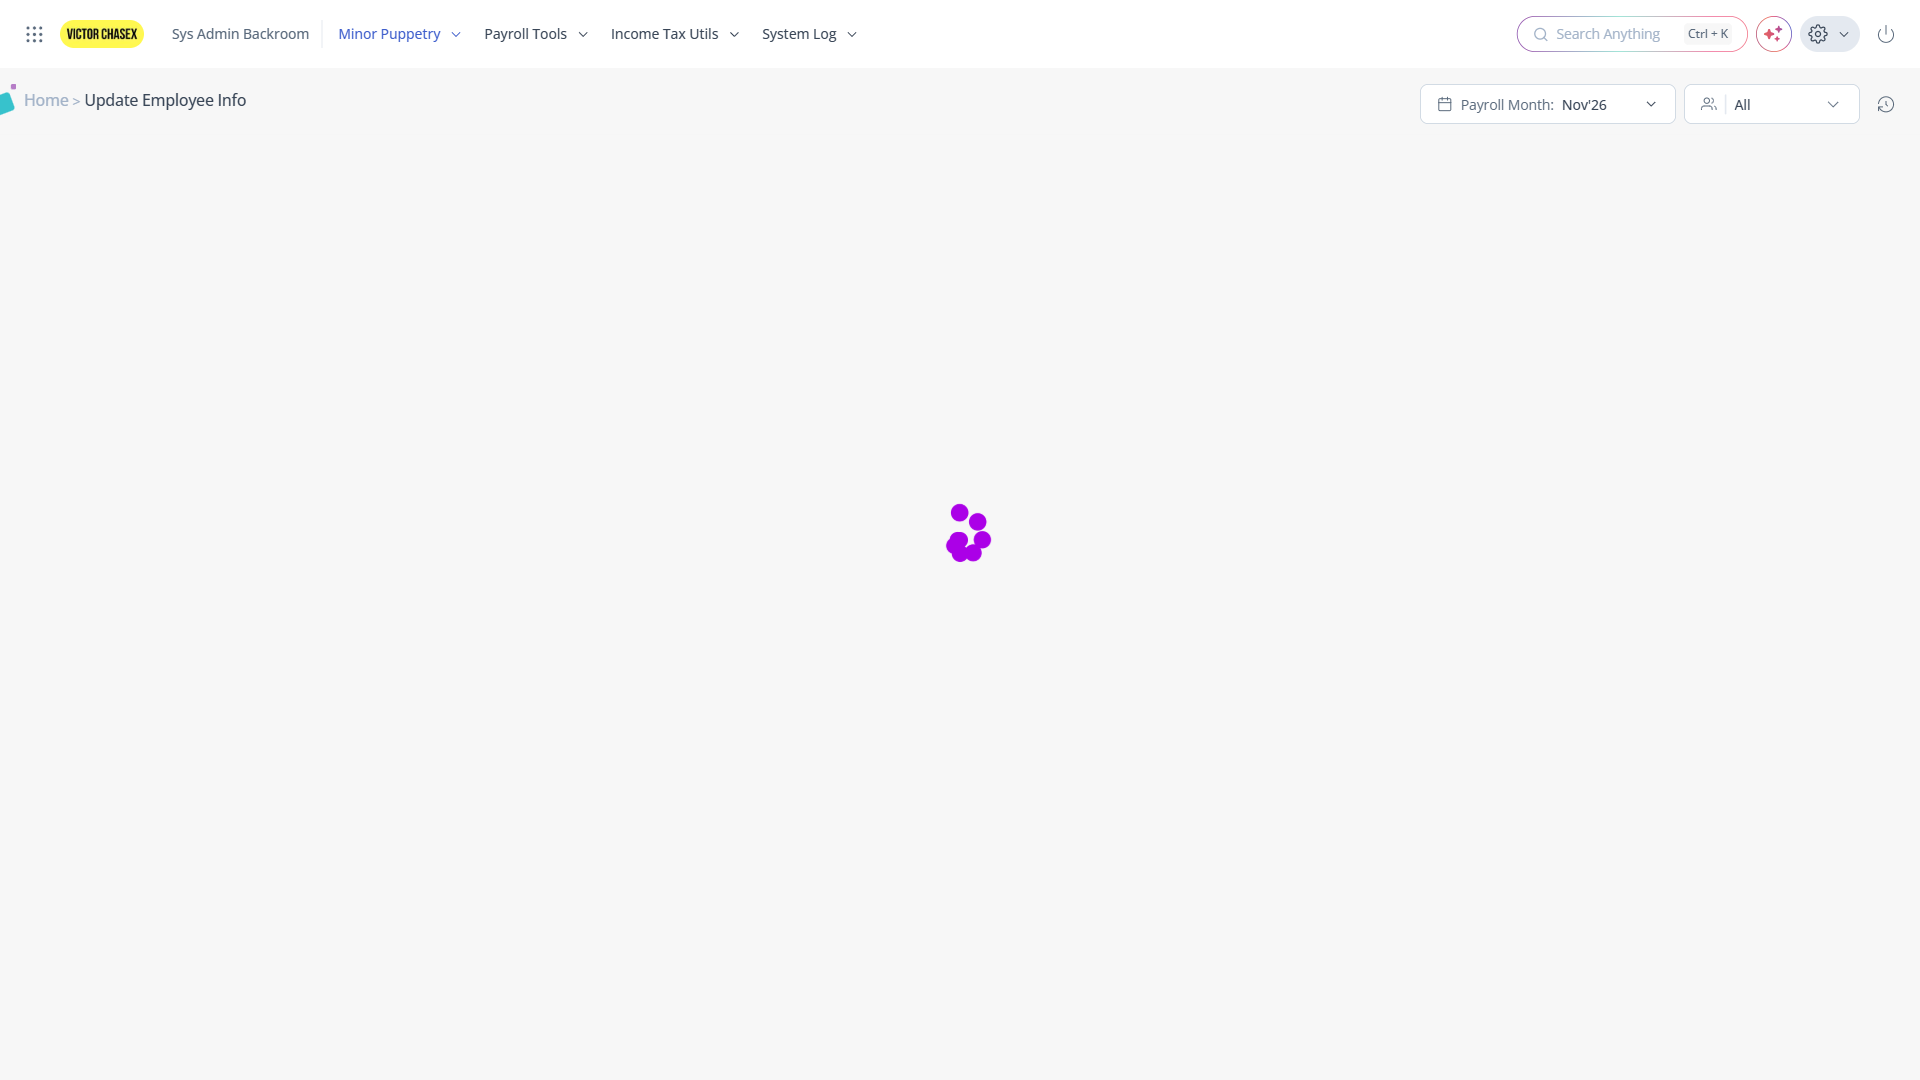 VICTOR CHASEX
Sys Admin Backroom
Minor Puppetry
Payroll Tools
Income Tax Utils
System Log
Search Anything
Ctrl + K
Home > Update Employee Info
Payroll Month: Nov'26
All